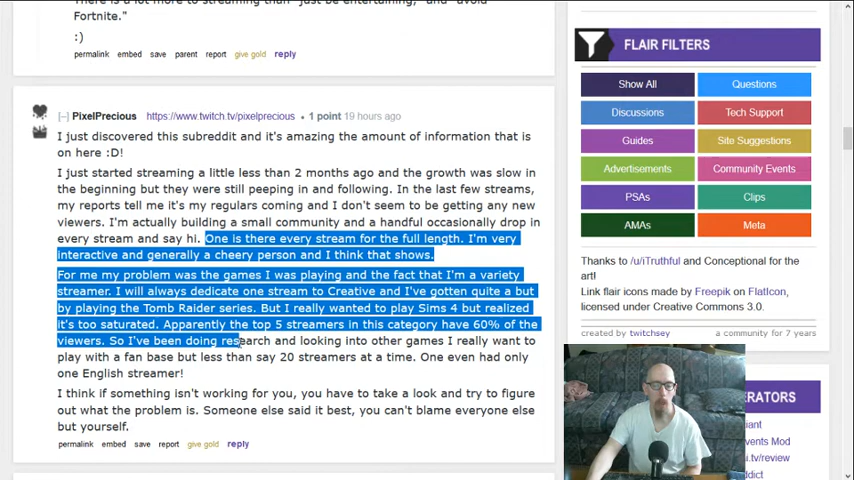 There is a lot more to streaming than "just be entertaining," and "avoid
Fortnite."
:)
permalink embed save parent report give gold reply
[–] PixelPrecious https://www.twitch.tv/pixelprecious • 1 point 19 hours ago
I just discovered this subreddit and it's amazing the amount of information that is
on here :D!
I just started streaming a little less than 2 months ago and the growth was slow in
the beginning but they were still peeping in and following. In the last few streams,
my reports tell me it's my regulars coming and I don't seem to be getting any new
viewers. I'm actually building a small community and a handful occasionally drop in
every stream and say hi. One is there every stream for the full length. I'm very
interactive and generally a cheery person and I think that shows.
For me my problem was the games I was playing and the fact that I'm a variety
streamer. I will always dedicate one stream to Creative and I've gotten quite a but
by playing the Tomb Raider series. But I really wanted to play Sims 4 but realized
it's too saturated. Apparently the top 5 streamers in this category have 60% of the
viewers. So I've been doing research and looking into other games I really want to
play with a fan base but less than say 20 streamers at a time. One even had only
one English streamer!
I think if something isn't working for you, you have to take a look and try to figure
out what the problem is. Someone else said it best, you can't blame everyone else
but yourself.
permalink embed save report give gold reply
FLAIR FILTERS
Show All Questions
Discussions Tech Support
Guides Site Suggestions
Advertisements Community Events
PSAs Clips
AMAs Meta
Thanks to /u/iTruthful and Conceptional for the
art!
Link flair icons made by Freepik on FlatIcon,
licensed under Creative Commons 3.0.
created by twitchsey a community for 7 years
ERATORS
vents Mod